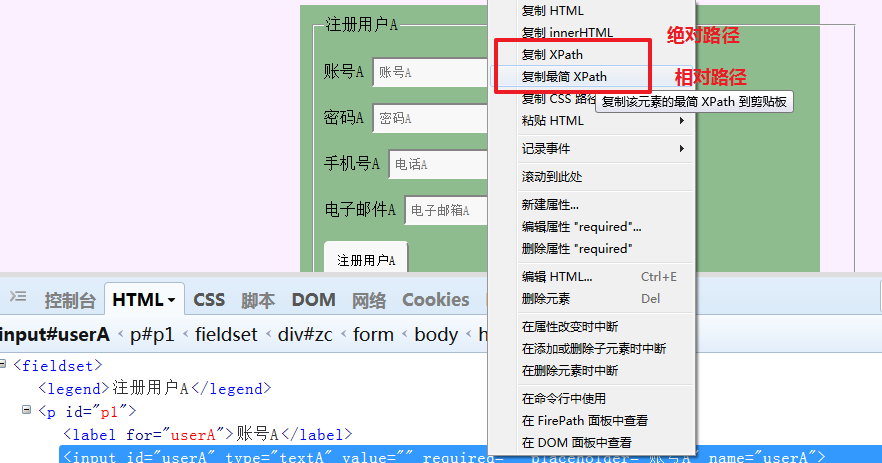 注册用户A
账号A 账号A
密码A 密码A
手机号A 电话A
电子邮件A 电子邮箱A
注册用户A
复制 HTML
复制 innerHTML
绝对路径
复制 XPath
复制最简 XPath
相对路径
复制 CSS 路径
复制该元素的最简 XPath 到剪贴板
粘贴 HTML
记录事件
滚动到此处
新建属性...
编辑属性 "required"...
删除属性 "required"
编辑 HTML... Ctrl+E
删除元素 Del
在属性改变时中断
在添加或删除子元素时中断
在删除元素时中断
在命令行中使用
在 FirePath 面板中查看
在 DOM 面板中查看
控制台 HTML CSS 脚本 DOM 网络 Cookies
input#userA < p#p1 < fieldset < div#zc < form < body < h
<fieldset>
<legend>注册用户A</legend>
<p id="p1">
<label for="userA">账号A</label>
<input id="userA" type="textA" value="" required=" placeholder="账号A" name="userA">